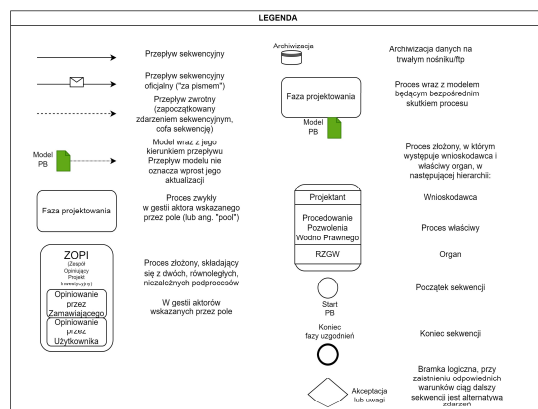 LEGENDA
Przepływ sekwencyjny
Przepływ sekwencyjny
oficjalny ("za pismem")
Przepływ zwrotny
(zapoczątkowany
zdarzeniem sekwencyjnym,
cofa sekwencję)
Model
PB
Model wraz z jego
kierunkiem przepływu
Przepływ modelu nie
oznacza wprost jego
aktualizacji
Faza projektowania
Proces zwykły
w gestii aktora wskazanego
przez pole (lub ang. "pool")
ZOPI
(Zespół
Opiniujący
Projekt
Proces złożony, składający
się z dwóch, równoległych,
niezależnych podprocesów
Opiniowanie
przez
Zamawiającego
Opiniowanie
przez
Użytkownika
W gestii aktorów
wskazanych przez pole
Archiwizacja
Archiwizacja danych na
trwałym nośniku/ftp
Faza projektowania
Model
PB
Proces wraz z modelem
będącym bezpośrednim
skutkiem procesu
Proces złożony, w którym
występuje wnioskodawca i
właściwy organ, w
następującej hierarchii:
Projektant
Wnioskodawca
Procedowanie
Pozwolenia
Wodno Prawnego
Proces właściwy
RZGW
Organ
Start
PB
Początek sekwencji
Koniec
fazy uzgodnień
Koniec sekwencji
Akceptacja
lub uwagi
Bramka logiczna, przy
zaistnieniu odpowiednich
warunków ciąg dalszy
sekwencji jest alternatywą
zdarzeń